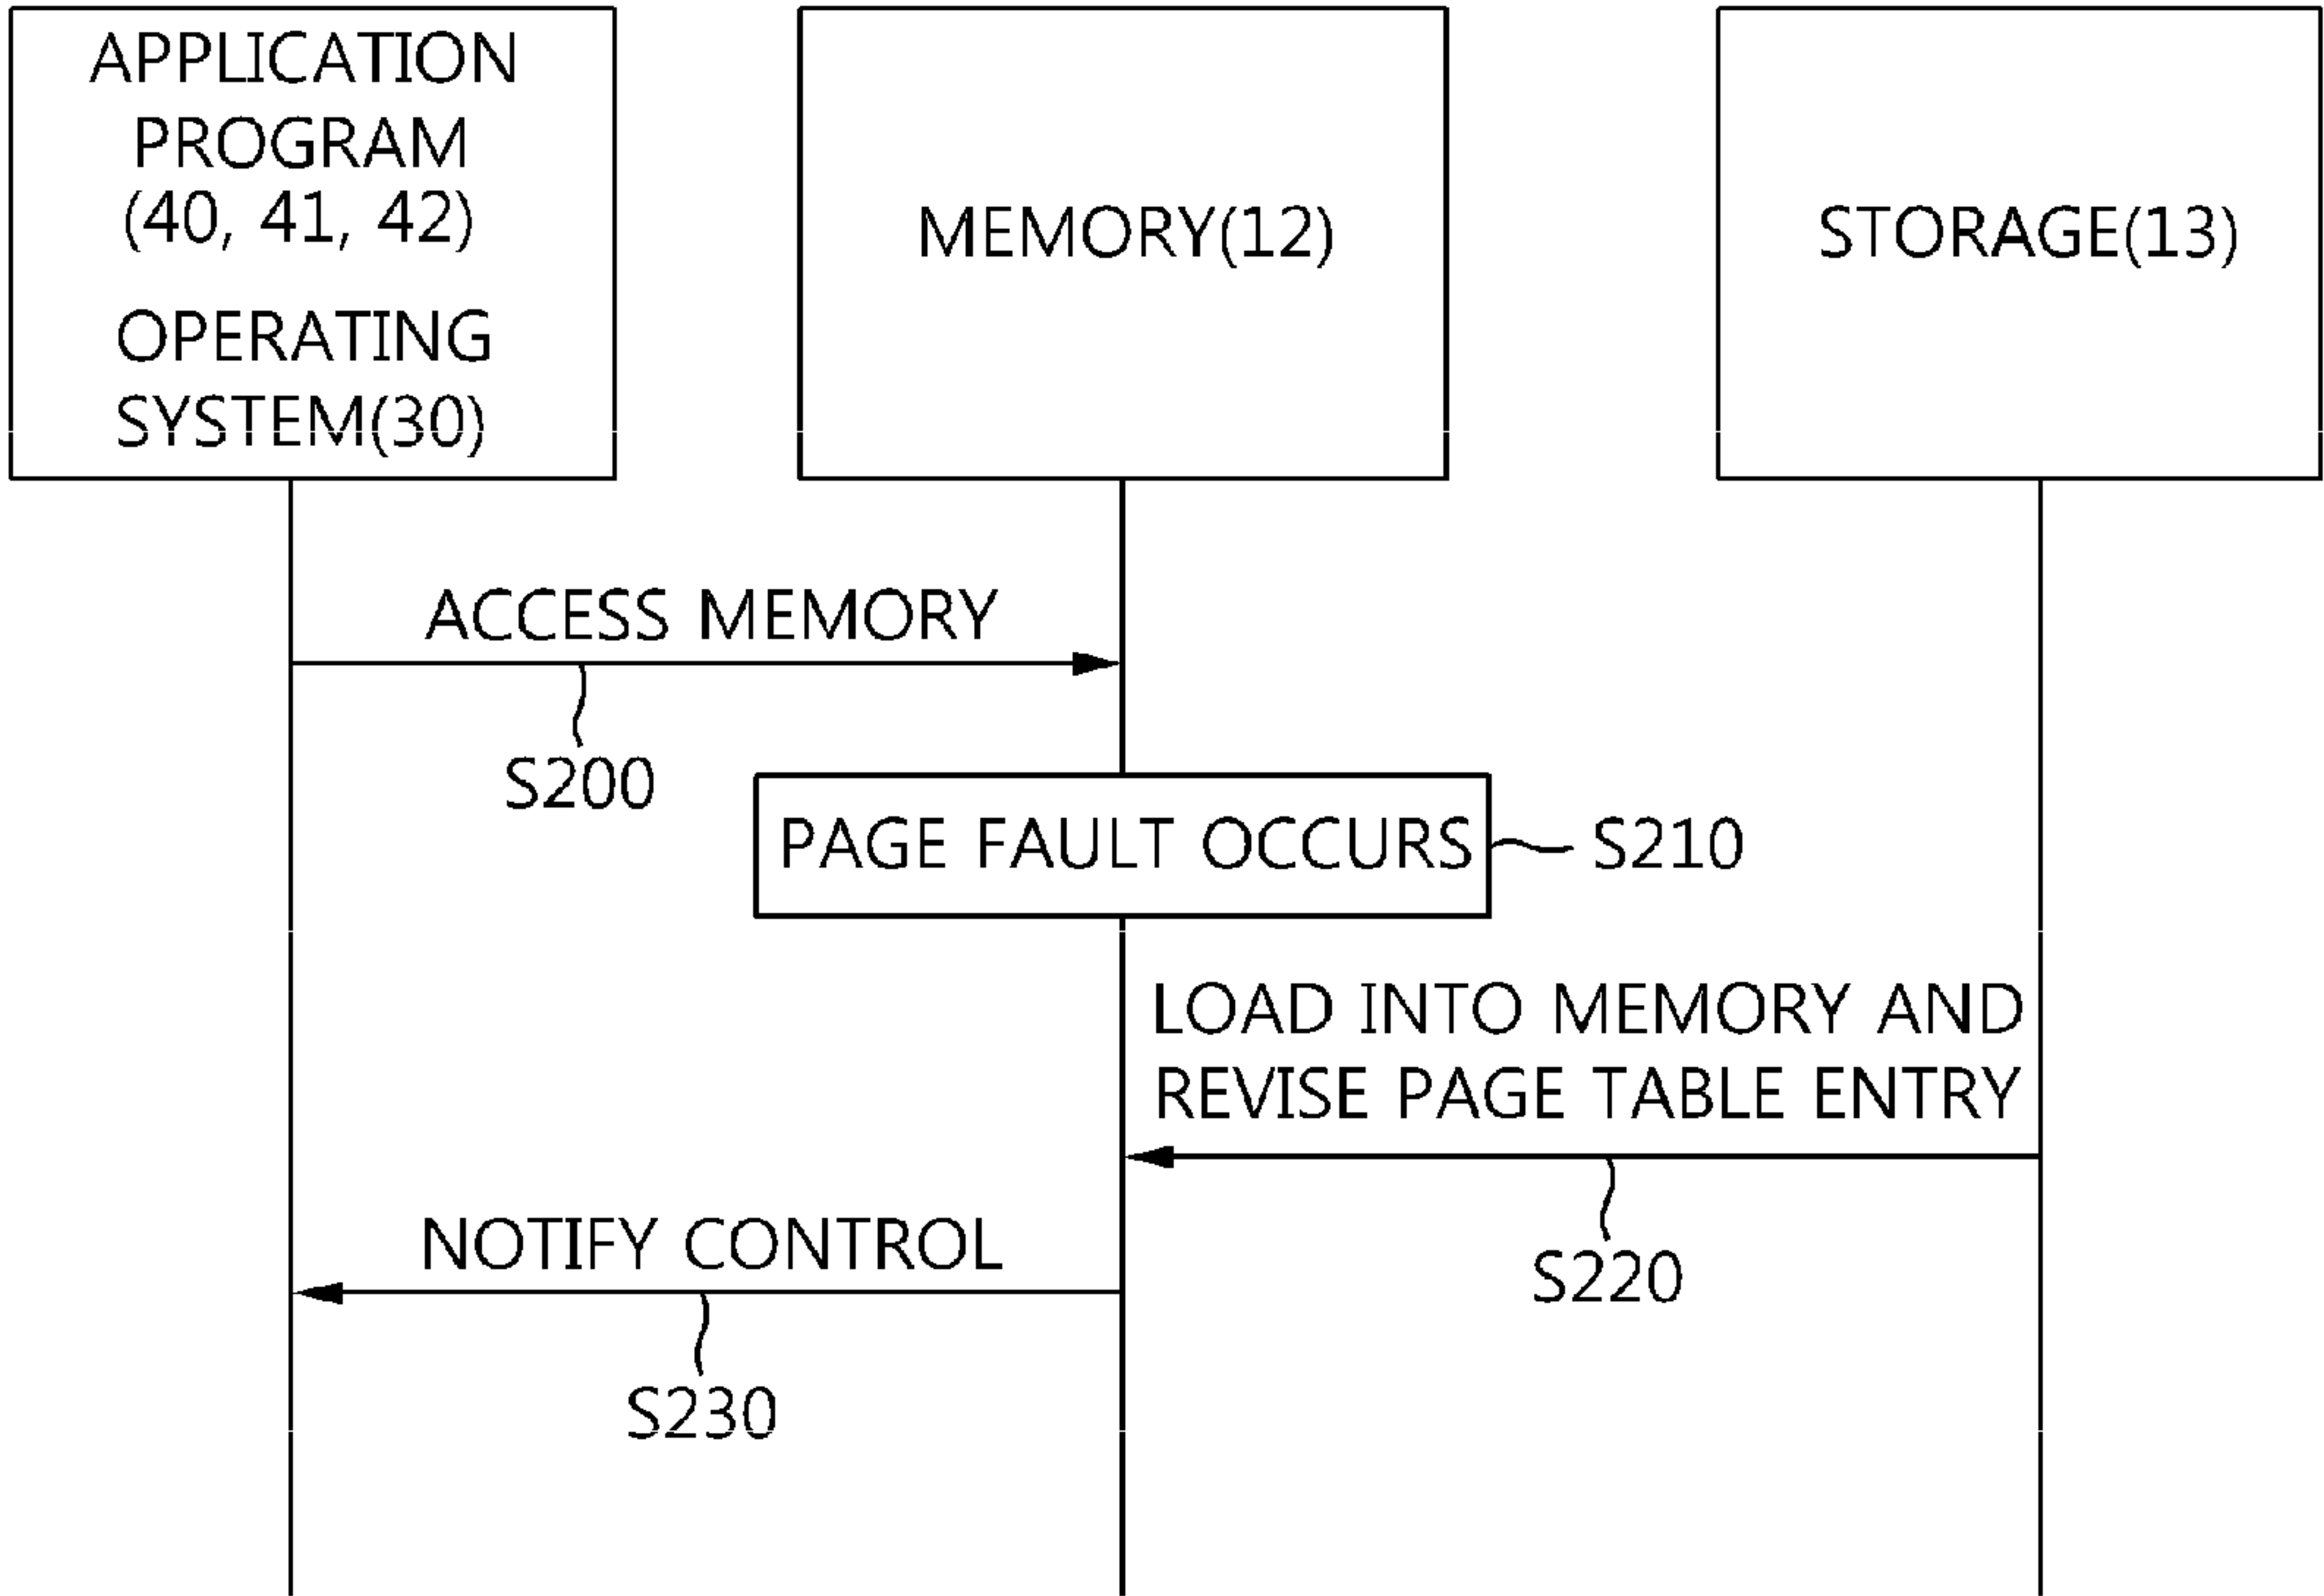 APPLICATION
PROGRAM
(40, 41, 42)
OPERATING
SYSTEM(30)
MEMORY(12)
STORAGE(13)
ACCESS MEMORY
S200
PAGE FAULT OCCURS
S210
LOAD INTO MEMORY AND
REVISE PAGE TABLE ENTRY
S220
NOTIFY CONTROL
S230